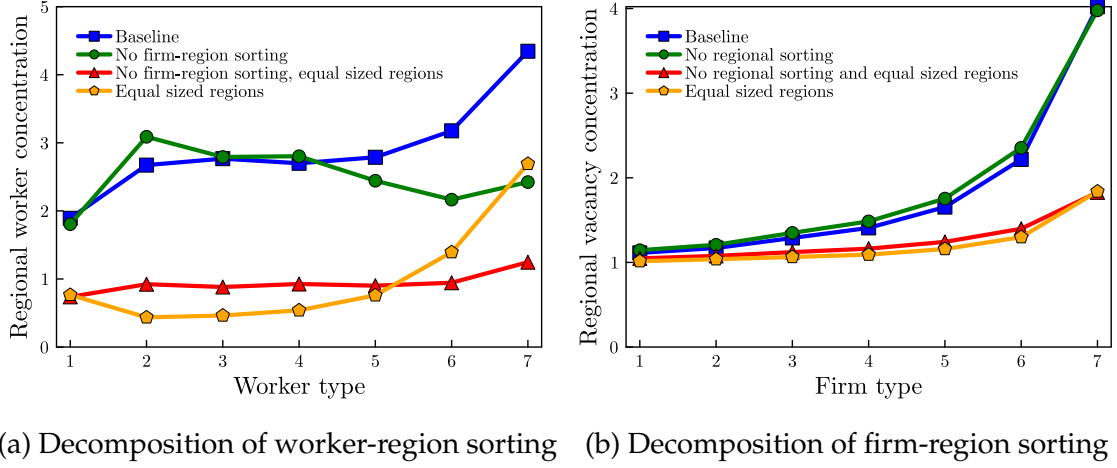 Regional worker concentration
5
4
3
2
1
0
Baseline
No firm-region sorting
No firm-region sorting, equal sized regions
Equal sized regions
1 2 3 4 5 6 7
Worker type
(a) Decomposition of worker-region sorting
Regional vacancy concentration
4
3
2
1
0
Baseline
No regional sorting
No regional sorting and equal sized regions
Equal sized regions
1 2 3 4 5 6 7
Firm type
(b) Decomposition of firm-region sorting